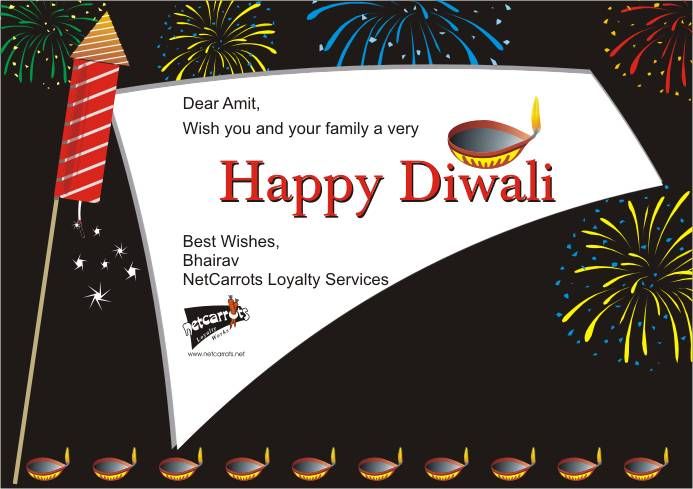 Dear Amit,
Wish you and your family a very
Happy Diwali
Best Wishes,
Bhairav
NetCarrots Loyalty Services
netcarrots
Loyalty Works
www.netcarrots.net